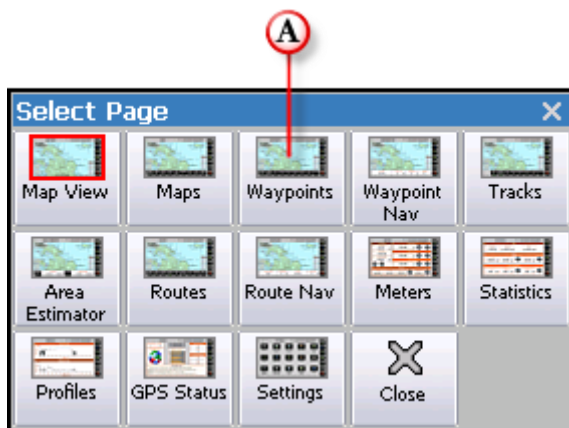 A
Select Page
Map View
Maps
Waypoints
Waypoint
Nav
Tracks
Area
Estimator
Routes
Route Nav
Meters
Statistics
Profiles
GPS Status
Settings
Close